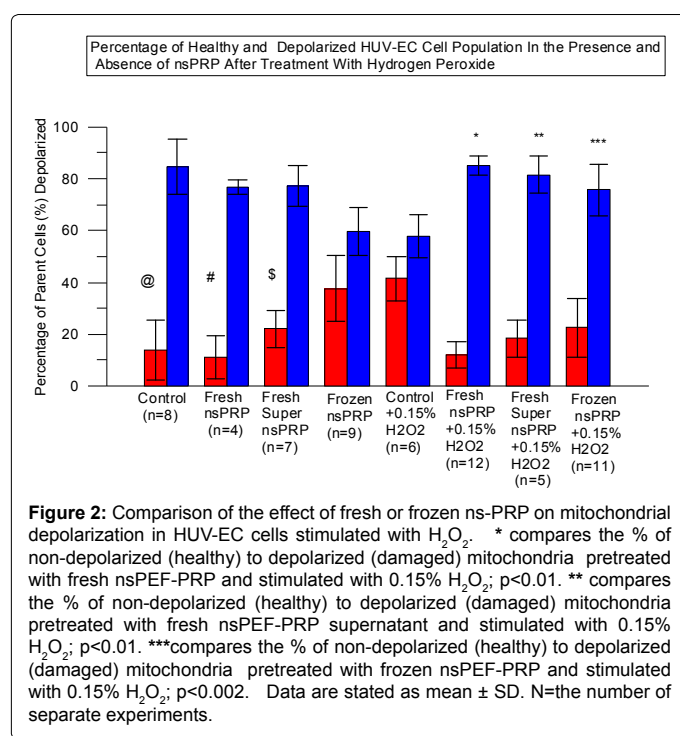 Percentage of Healthy and Depolarized HUV-EC Cell Population In the Presence and
Absence of nsPRP After Treatment With Hydrogen Peroxide
Percentage of Parent Cells (%) Depolarized
100
80
60
40
20
0
@
#
$
*
**
***
Control
(n=8)
Fresh
nsPRP
(n=4)
Fresh
Super
nsPRP
(n=7)
Frozen
nsPRP
(n=9)
Control
+0.15%
H2O2
(n=6)
Fresh
nsPRP
+0.15%
H2O2
(n=12)
Fresh
Super
nsPRP
+0.15%
H2O2
(n=5)
Frozen
nsPRP
+0.15%
H2O2
(n=11)
Figure 2: Comparison of the effect of fresh or frozen ns-PRP on mitochondrial
depolarization in HUV-EC cells stimulated with H₂O₂. * compares the % of
non-depolarized (healthy) to depolarized (damaged) mitochondria pretreated
with fresh nsPEF-PRP and stimulated with 0.15% H₂O₂; p<0.01. ** compares
the % of non-depolarized (healthy) to depolarized (damaged) mitochondria
pretreated with fresh nsPEF-PRP supernatant and stimulated with 0.15%
H₂O₂; p<0.01. ***compares the % of non-depolarized (healthy) to depolarized
(damaged) mitochondria pretreated with frozen nsPEF-PRP and stimulated
with 0.15% H₂O₂; p<0.002. Data are stated as mean ± SD. N=the number of
separate experiments.